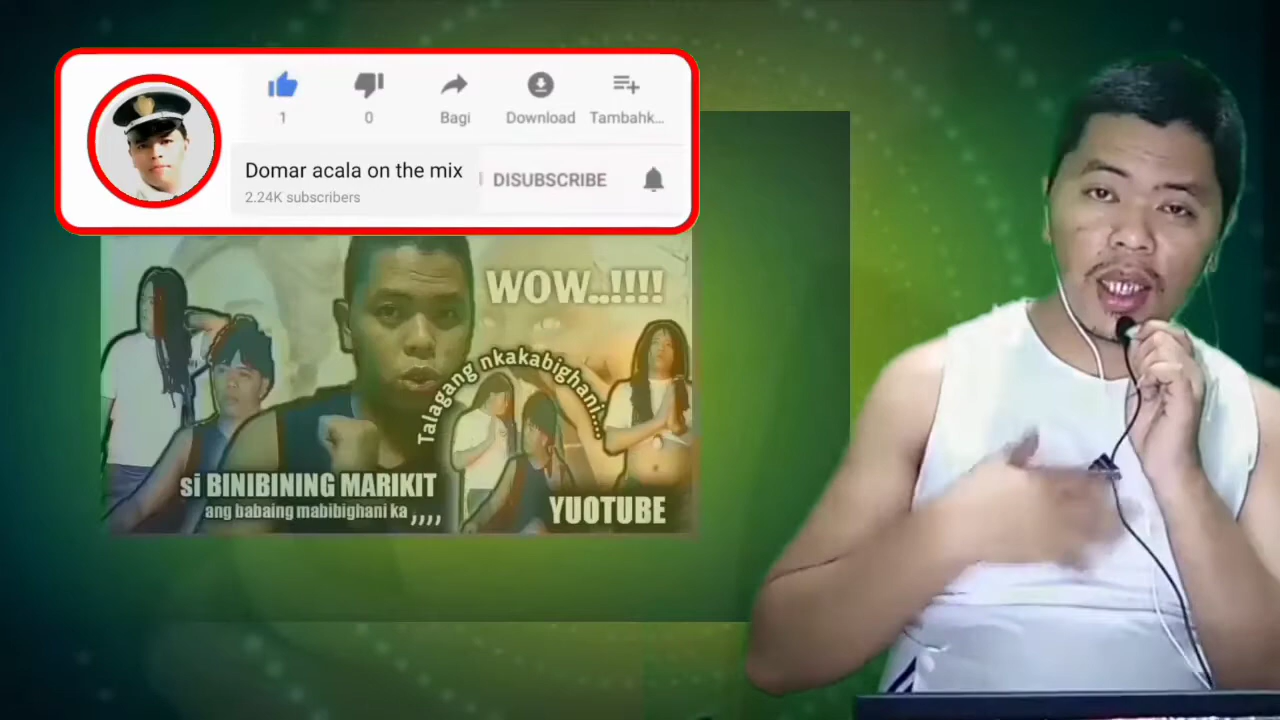 1
0
Bagi
Download
Tambahk...
Domar acala on the mix
DISUBSCRIBE
2.24K subscribers
WOW..!!!!
Talagang nkakabighani....
si BINIBINING MARIKIT
ang babaing mabibighani ka ,,,,
YUOTUBE